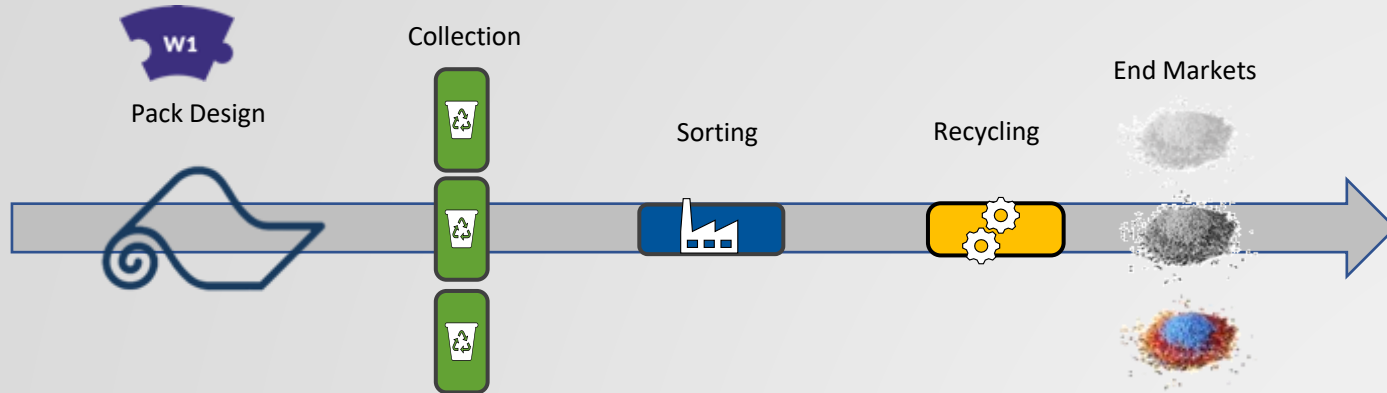 W1
Pack Design
Collection
Sorting
Recycling
End Markets